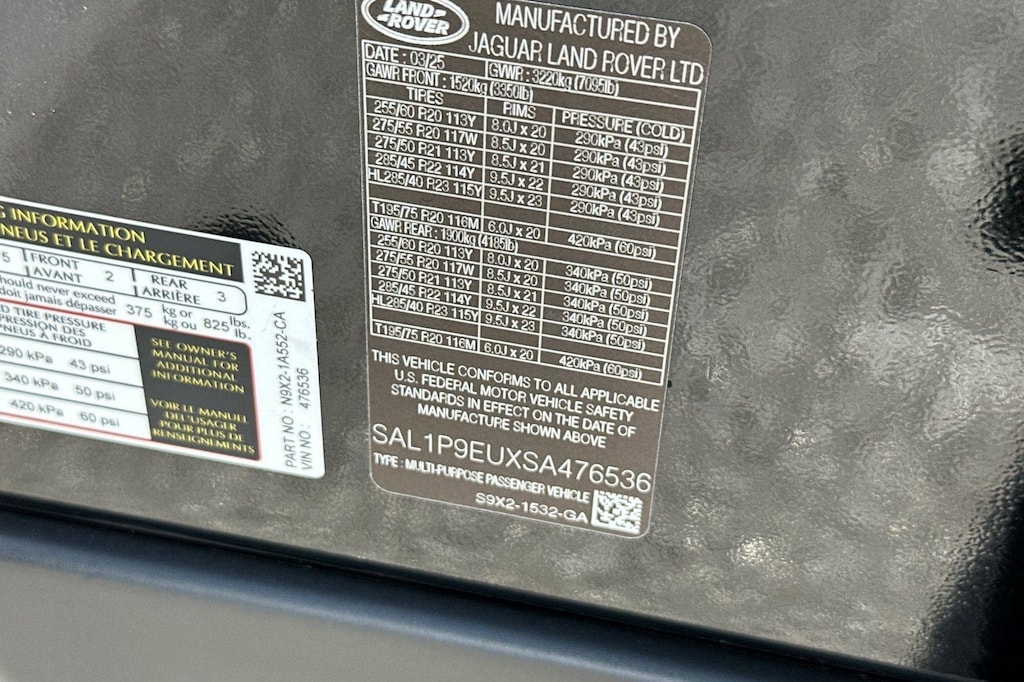 LAND
ROVER
MANUFACTURED BY
JAGUAR LAND ROVER LTD
DATE : 03/25 GVWR : 3220kg (7095lb)
GAWR FRONT : 1520kg (3350lb)
TIRES RIMS PRESSURE (COLD)
255/60 R20 113Y 8.0J x 20 290kPa (43psi)
275/55 R20 117W 8.5J x 20 290kPa (43psi)
275/50 R21 113Y 8.5J x 21 290kPa (43psi)
285/45 R22 114Y 9.5J x 22 290kPa (43psi)
HL285/40 R23 115Y 9.5J x 23 290kPa (43psi)
T195/75 R20 116M 6.0J x 20 420kPa (60psi)
GAWR REAR : 1900kg (4185lb)
255/60 R20 113Y 8.0J x 20 340kPa (50psi)
275/55 R20 117W 8.5J x 20 340kPa (50psi)
275/50 R21 113Y 8.5J x 21 340kPa (50psi)
285/45 R22 114Y 9.5J x 22 340kPa (50psi)
HL285/40 R23 115Y 9.5J x 23 340kPa (50psi)
T195/75 R20 116M 6.0J x 20 420kPa (60psi)
THIS VEHICLE CONFORMS TO ALL APPLICABLE
U.S. FEDERAL MOTOR VEHICLE SAFETY
STANDARDS IN EFFECT ON THE DATE OF
MANUFACTURE SHOWN ABOVE
SAL1P9EUXSA476536
TYPE : MULTI-PURPOSE PASSENGER VEHICLE
S9X2-1532-GA
INFORMATION
PNEUS ET LE CHARGEMENT
5 FRONT AVANT 2 REAR ARRIÈRE 3
should never exceed
doit jamais dépasser 375 kg or kg ou 825 lbs. lb.
TIRE PRESSURE
PRESSION DES
PNEUS À FROID
290 kPa 43 psi
340 kPa 50 psi
420 kPa 60 psi
SEE OWNER'S
MANUAL FOR
ADDITIONAL
INFORMATION
VOIR LE MANUEL
DE L'USAGER
POUR PLUS DE
RENSEIGNEMENTS
PART NO : N9X2-1A552-CA
VIN NO : 476536